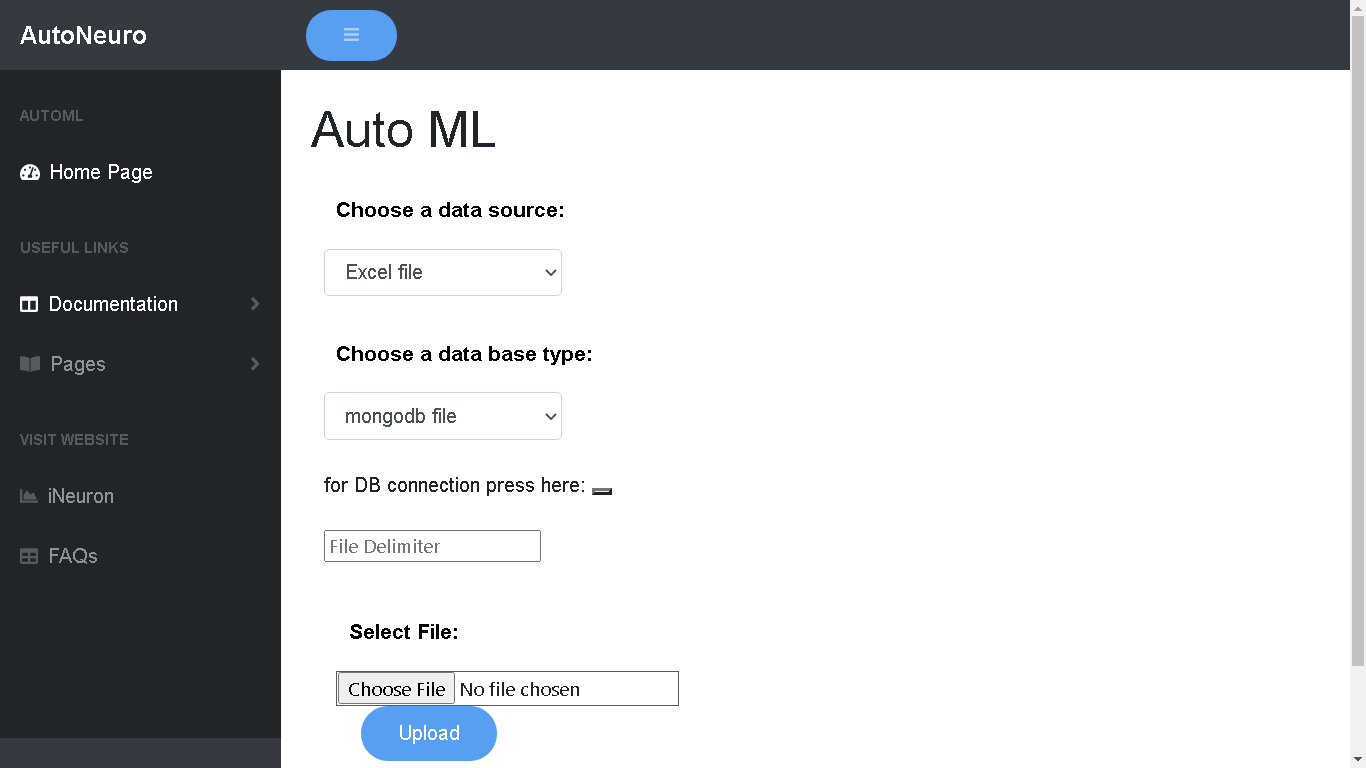 AutoNeuro
AUTOML
Home Page
USEFUL LINKS
Documentation
Pages
VISIT WEBSITE
iNeuron
FAQs
Auto ML
Choose a data source:
Excel file
Choose a data base type:
mongodb file
for DB connection press here:
File Delimiter
Select File:
Choose File No file chosen
Upload